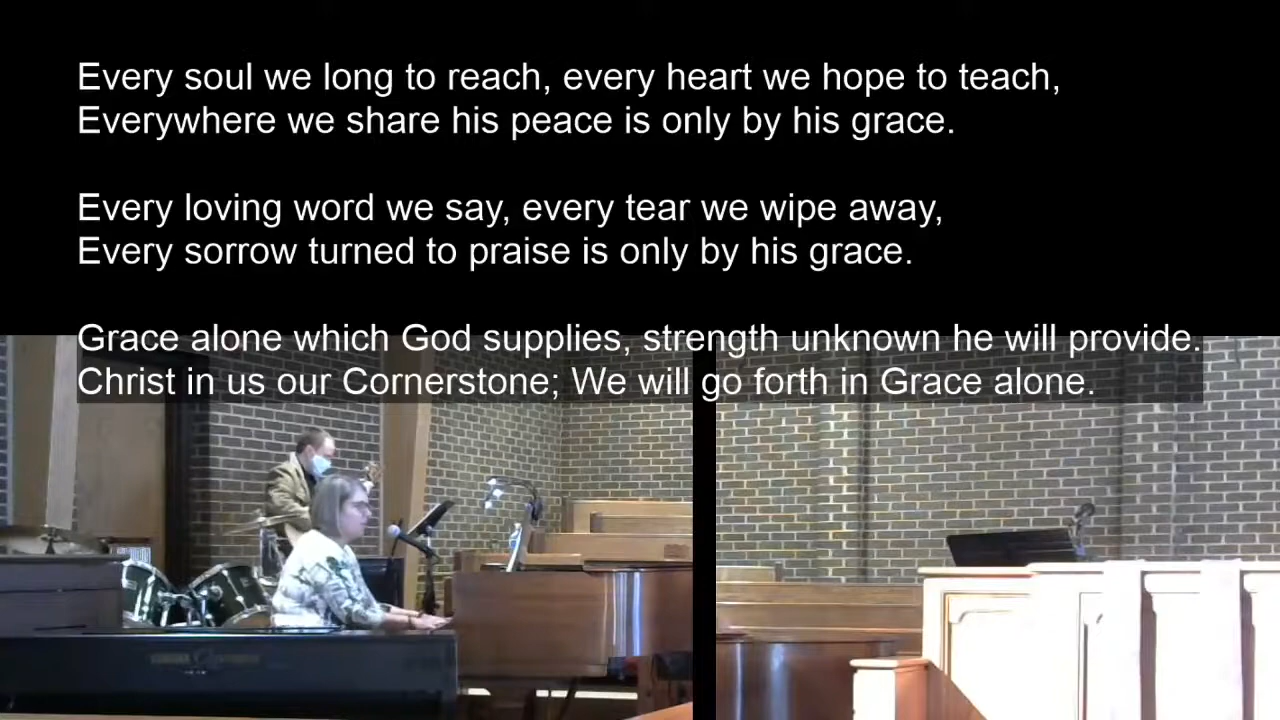 Every soul we long to reach, every heart we hope to teach,
Everywhere we share his peace is only by his grace.
Every loving word we say, every tear we wipe away,
Every sorrow turned to praise is only by his grace.
Grace alone which God supplies, strength unknown he will provide.
Christ in us our Cornerstone; We will go forth in Grace alone.